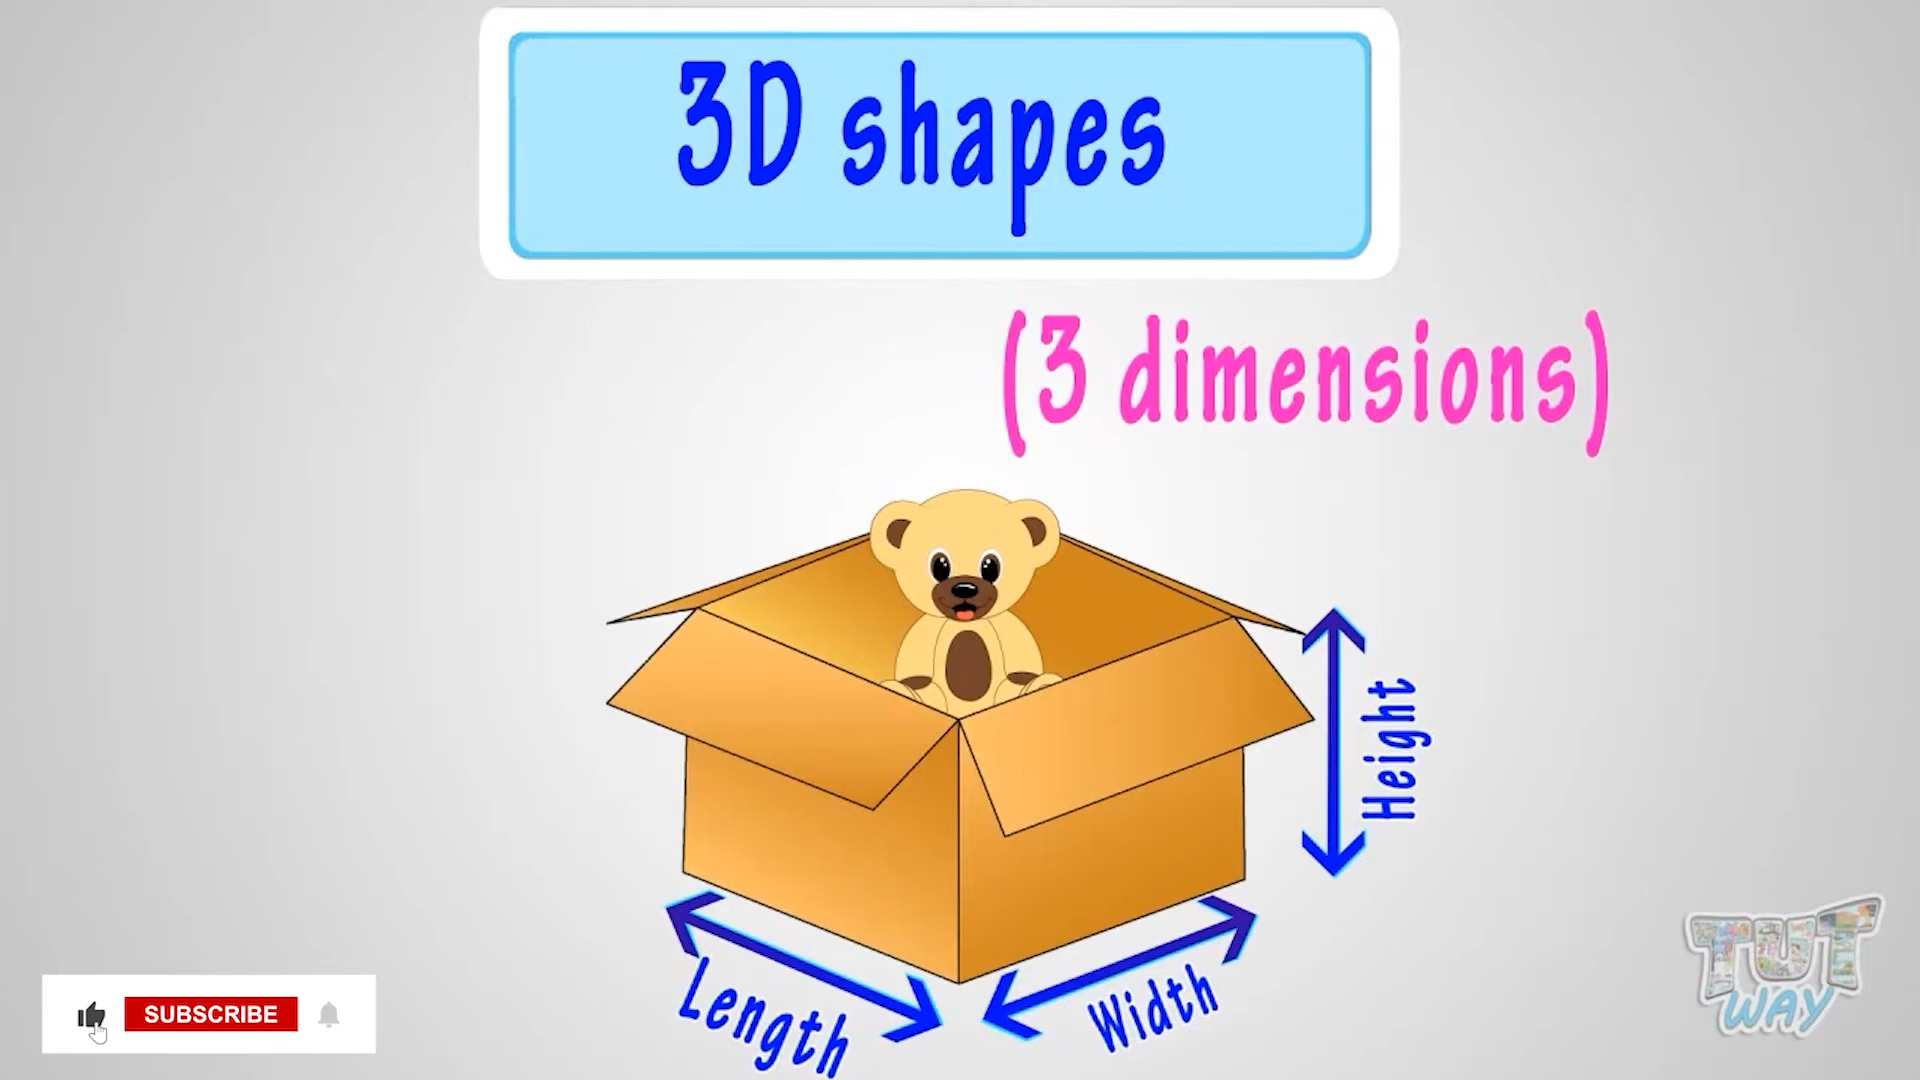 3D shapes
(3 dimensions)
Height
Length
Width
SUBSCRIBE
TUT
WAY